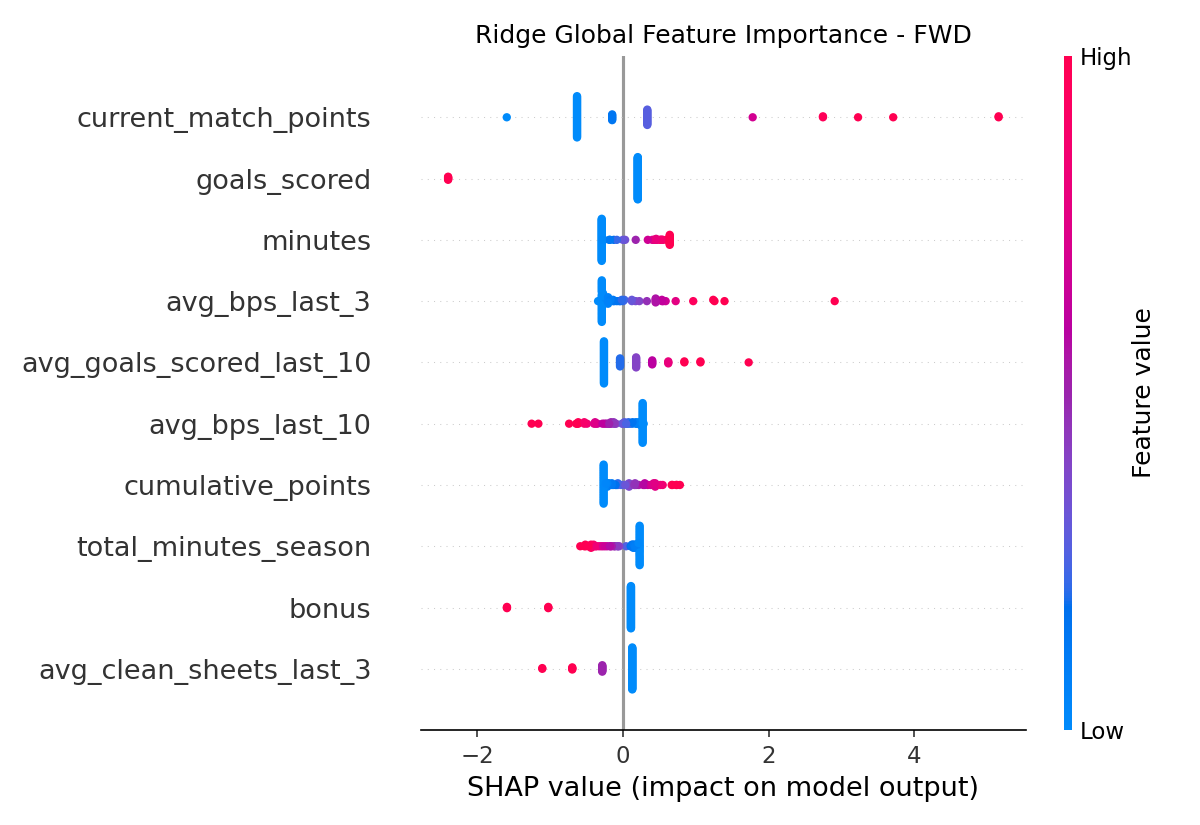 Ridge Global Feature Importance - FWD
High
current_match_points
goals_scored
minutes
avg_bps_last_3
avg_goals_scored_last_10
avg_bps_last_10
cumulative_points
total_minutes_season
bonus
avg_clean_sheets_last_3
Feature value
Low
−2 0 2 4
SHAP value (impact on model output)